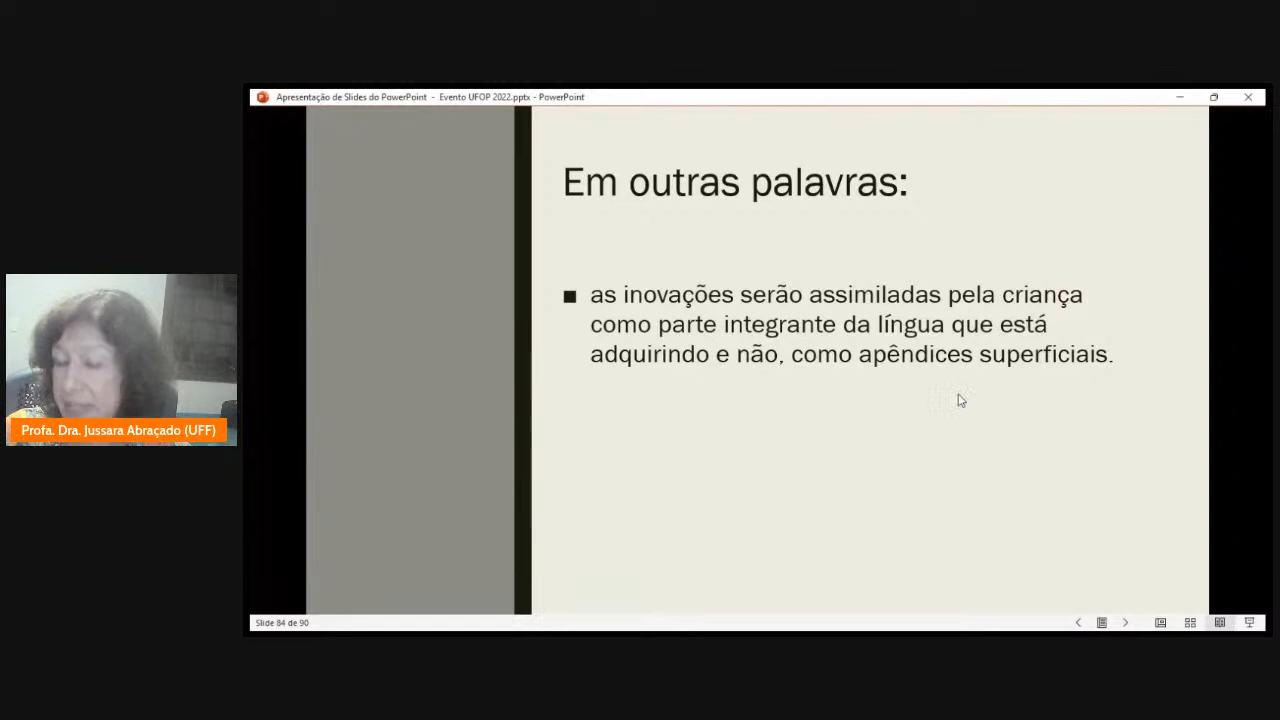 Apresentação de Slides do PowerPoint - Evento UFOP 2022.pptx - PowerPoint
Em outras palavras:
as inovações serão assimiladas pela criança
como parte integrante da língua que está
adquirindo e não, como apêndices superficiais.
Profa. Dra. Jussara Abraçado (UFF)
Slide 84 de 90